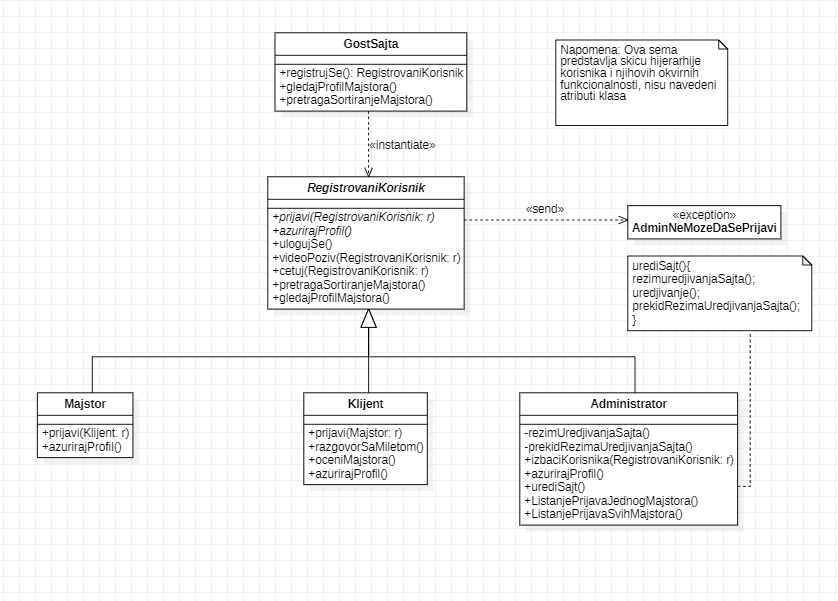 GostSajta
+registrujSe(): RegistrovaniKorisnik
+gledajProfilMajstora()
+pretragaSortiranjeMajstora()
Napomena: Ova sema
predstavlja skicu hijerarhije
korisnika i njihovih okvirnih
funkcionalnosti, nisu navedeni
atributi klasa
«instantiate»
RegistrovaniKorisnik
+prijavi(RegistrovaniKorisnik: r)
+azurirajProfil()
+ulogujSe()
+videoPoziv(RegistrovaniKorisnik: r)
+cetuj(RegistrovaniKorisnik: r)
+pretragaSortiranjeMajstora()
+gledajProfilMajstora()
«send»
«exception»
AdminNeMozeDaSePrijavi
urediSajt(){
rezimuredjivanjaSajta();
uredjivanje();
prekidRezimaUredjivanjaSajta();
}
Majstor
+prijavi(Klijent: r)
+azurirajProfil()
Klijent
+prijavi(Majstor: r)
+razgovorSaMiletom()
+oceniMajstora()
+azurirajProfil()
Administrator
-rezimUredjivanjaSajta()
-prekidRezimaUredjivanjaSajta()
+izbaciKorisnika(RegistrovaniKorisnik: r)
+azurirajProfil()
+urediSajt()
+ListanjePrijavaJednogMajstora()
+ListanjePrijavaSvihMajstora()